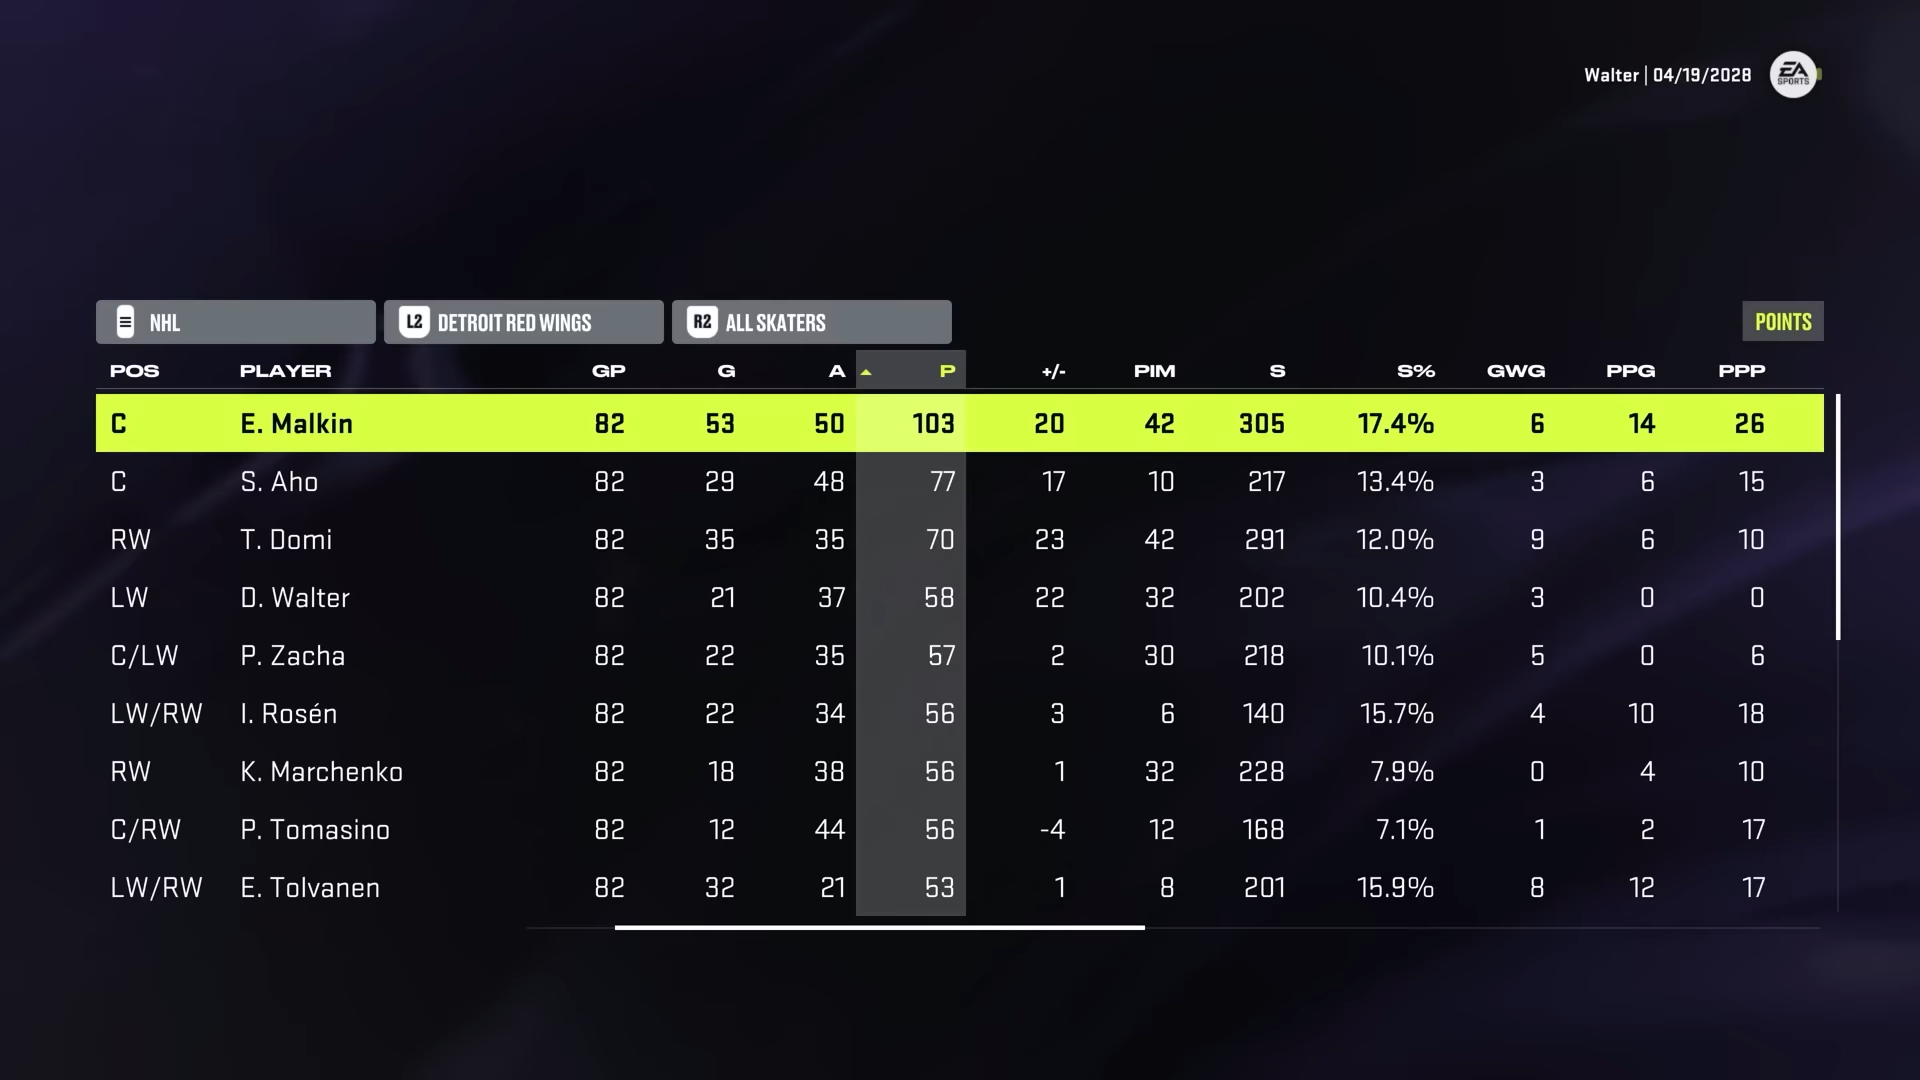 Walter | 04/19/2028 EA SPORTS
NHL L2 DETROIT RED WINGS R2 ALL SKATERS POINTS
POS PLAYER GP G A P +/- PIM S S% GWG PPG PPP
C E. Malkin 82 53 50 103 20 42 305 17.4% 6 14 26
C S. Aho 82 29 48 77 17 10 217 13.4% 3 6 15
RW T. Domi 82 35 35 70 23 42 291 12.0% 9 6 10
LW D. Walter 82 21 37 58 22 32 202 10.4% 3 0 0
C/LW P. Zacha 82 22 35 57 2 30 218 10.1% 5 0 6
LW/RW I. Rosén 82 22 34 56 3 6 140 15.7% 4 10 18
RW K. Marchenko 82 18 38 56 1 32 228 7.9% 0 4 10
C/RW P. Tomasino 82 12 44 56 -4 12 168 7.1% 1 2 17
LW/RW E. Tolvanen 82 32 21 53 1 8 201 15.9% 8 12 17